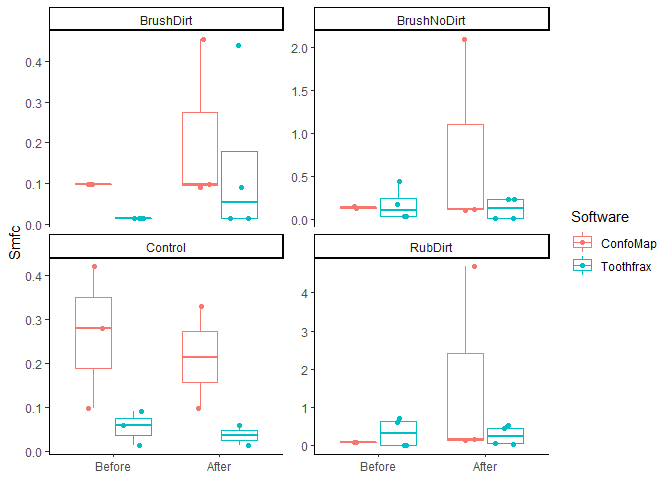 BrushDirt
BrushNoDirt
0.4
0.3
0.2
0.1
0.0
2.0
1.5
1.0
0.5
0.0
Smfc
Control
RubDirt
0.4
0.3
0.2
0.1
0.0
4
3
2
1
0
Before
After
Before
After
Software
ConfoMap
Toothfrax